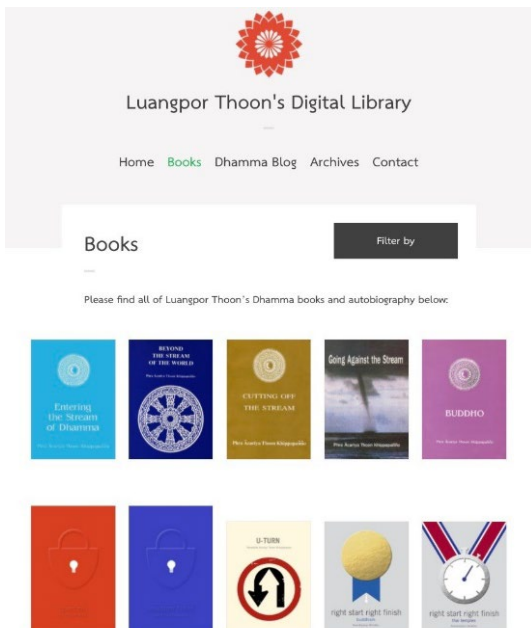 Luangpor Thoon's Digital Library
Home Books Dhamma Blog Archives Contact
Books
Filter by
Please find all of Luangpor Thoon's Dhamma books and autobiography below:
Entering
the Stream
of Dhamma
BEYOND
THE STREAM
OF THE WORLD
CUTTING OFF
THE STREAM
Going Against the Stream
BUDDHO
U-TURN
right start right finish
right start right finish